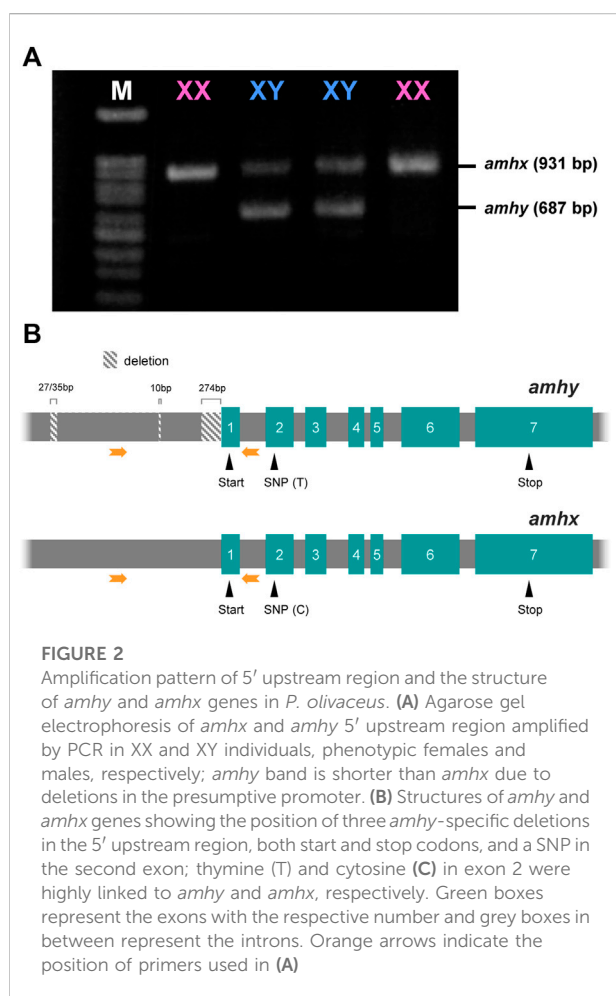 A
M XX XY XY XX
amhx (931 bp)
amhy (687 bp)
B
deletion
27/35bp 10bp 274bp
amhy
1 2 3 4 5 6 7
Start SNP (T) Stop
amhx
1 2 3 4 5 6 7
Start SNP (C) Stop
FIGURE 2
Amplification pattern of 5′ upstream region and the structure
of amhy and amhx genes in P. olivaceus. (A) Agarose gel
electrophoresis of amhx and amhy 5′ upstream region amplified
by PCR in XX and XY individuals, phenotypic females and
males, respectively; amhy band is shorter than amhx due to
deletions in the presumptive promoter. (B) Structures of amhy and
amhx genes showing the position of three amhy-specific deletions
in the 5′ upstream region, both start and stop codons, and a SNP in
the second exon; thymine (T) and cytosine (C) in exon 2 were
highly linked to amhy and amhx, respectively. Green boxes
represent the exons with the respective number and grey boxes in
between represent the introns. Orange arrows indicate the
position of primers used in (A)